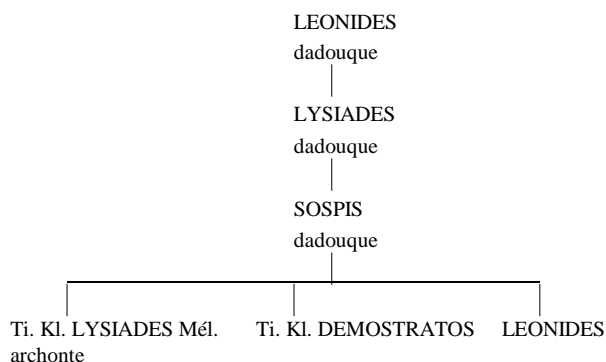 LEONIDES
dadouque
LYSIADES
dadouque
SOSPIS
dadouque
Ti. Kl. LYSIADES Mél. Ti. Kl. DEMOSTRATOS LEONIDES
archonte